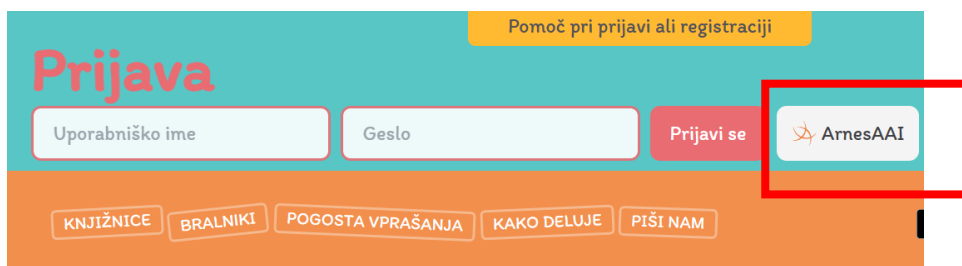 Pomoč pri prijavi ali registraciji
Prijava
Uporabniško ime Geslo Prijavi se ArnesAAI
KNJIŽNICE BRALNIKI POGOSTA VPRAŠANJA KAKO DELUJE PIŠI NAM